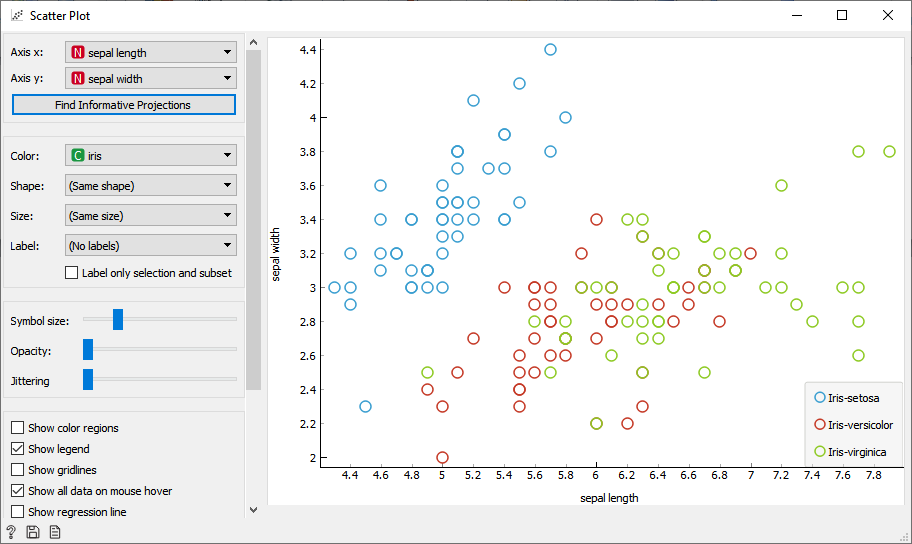 Scatter Plot
Axis x: N sepal length
Axis y: N sepal width
Find Informative Projections
Color: C iris
Shape: (Same shape)
Size: (Same size)
Label: (No labels)
Label only selection and subset
Symbol size:
Opacity:
Jittering
Show color regions
Show legend
Show gridlines
Show all data on mouse hover
Show regression line
?
sepal width
4.4
4.2
4
3.8
3.6
3.4
3.2
3
2.8
2.6
2.4
2.2
2
4.4 4.6 4.8 5 5.2 5.4 5.6 5.8 6 6.2 6.4 6.6 6.8 7 7.2 7.4 7.6 7.8
sepal length
Iris-setosa
Iris-versicolor
Iris-virginica